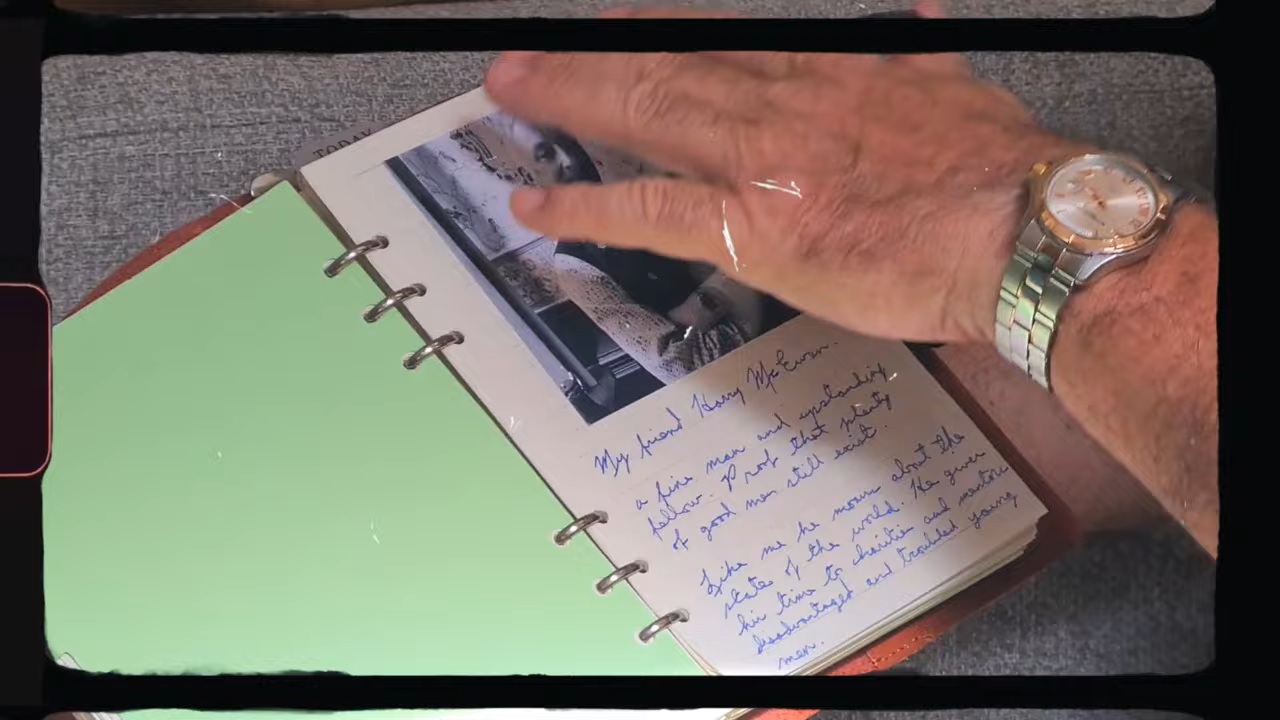 TODAY
My friend Harry McEwan.
a fine man and upstanding
fellow. Proof that plenty
of good men still exist.
Like me he moans about the
state of the world. He gives
his time to charities and mentors
disadvantaged and troubled young
men.